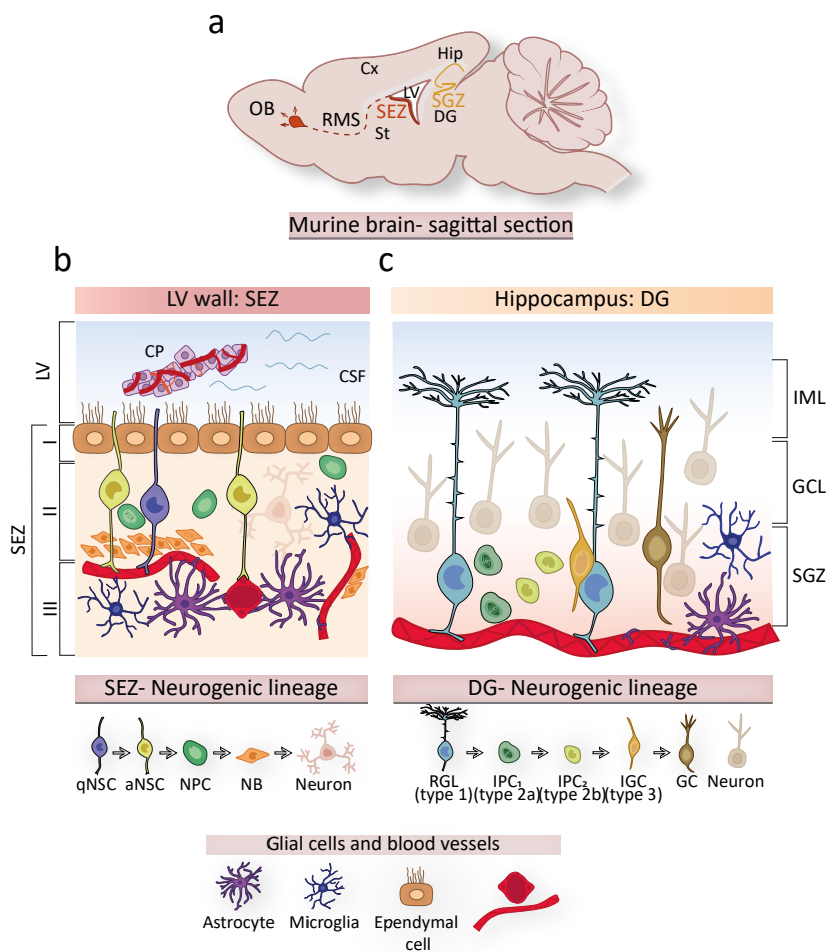 a
Hip
Cx
LV
OB
SEZ
SGZ
RMS
DG
St
Murine brain- sagittal section
b
c
LV wall: SEZ
Hippocampus: DG
LV
CP
CSF
SEZ
I
II
III
IML
GCL
SGZ
SEZ- Neurogenic lineage
DG- Neurogenic lineage
qNSC
aNSC
NPC
NB
Neuron
RGL
(type 1)
IPC₁
(type 2a)
IPC₂
(type 2b)
IGC
(type 3)
GC
Neuron
Glial cells and blood vessels
Astrocyte
Microglia
Ependymal
cell